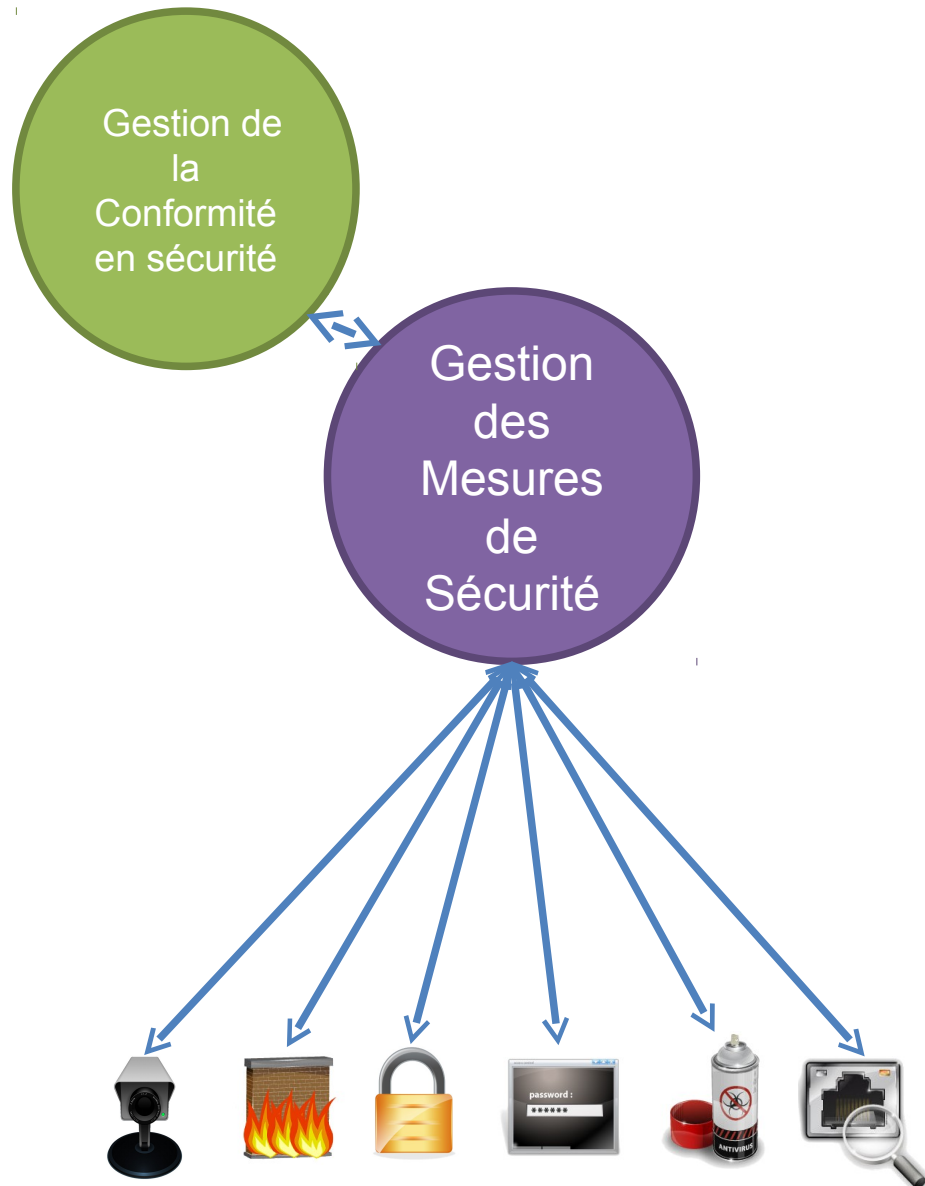 Gestion de
la
Conformité
en sécurité
Gestion
des
Mesures
de
Sécurité
password :
******
ANTIVIRUS